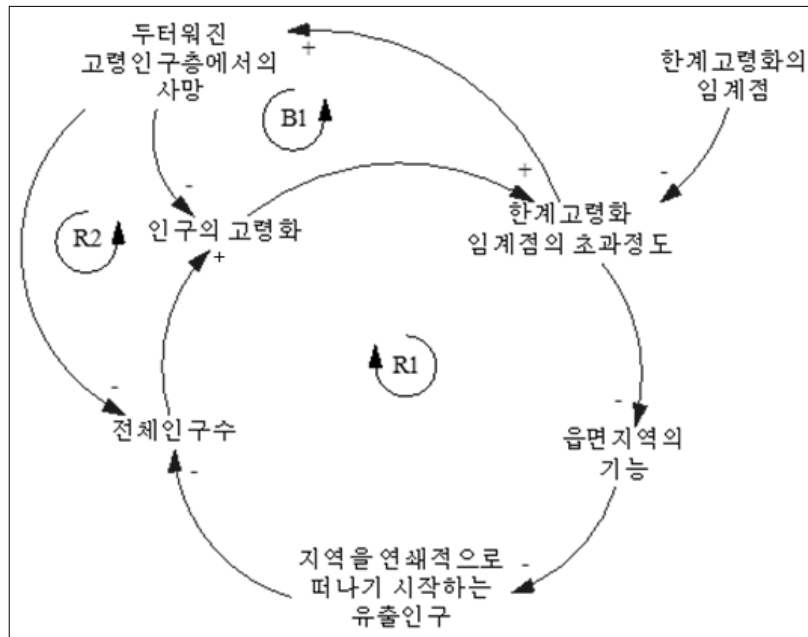 두터워진
고령인구층에서의
사망
+
B1
한계고령화의
임계점
-
-
+
R2
인구의 고령화
+
한계고령화
임계점의 초과정도
R1
-
전체인구수
-
-
읍면지역의
기능
-
지역을 연쇄적으로
떠나기 시작하는
유출인구